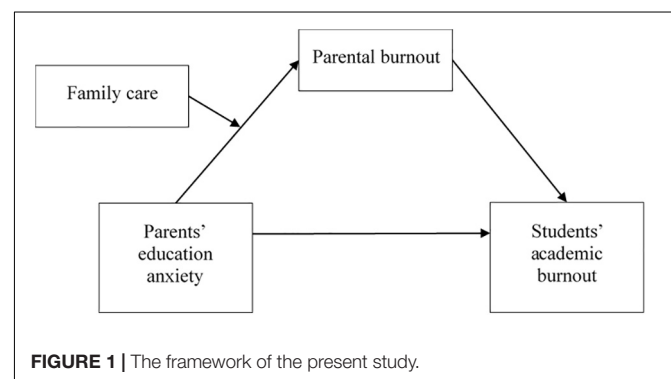 Parental burnout
Family care
Parents'
education
anxiety
Students'
academic
burnout
FIGURE 1 | The framework of the present study.